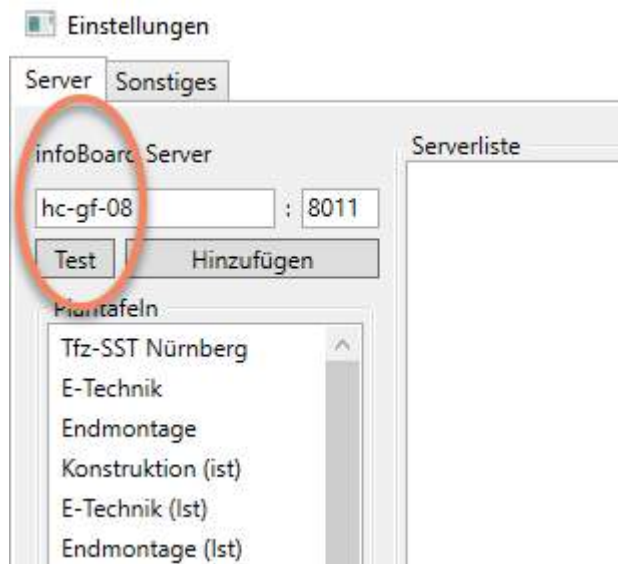 Einstellungen
Server Sonstiges
infoBoard Server
hc-gf-08 : 8011
Test Hinzufügen
Plantafeln
Tfz-SST Nürnberg
E-Technik
Endmontage
Konstruktion (ist)
E-Technik (Ist)
Endmontage (Ist)
Serverliste